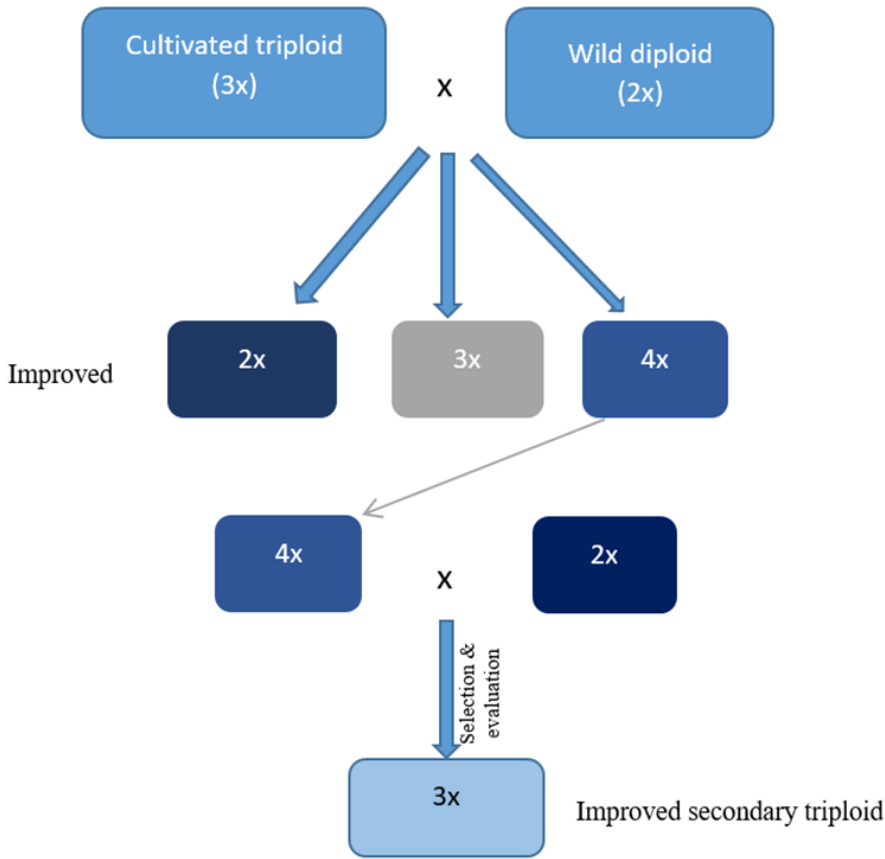 Cultivated triploid
(3x)
x
Wild diploid
(2x)
Improved
2x
3x
4x
4x
x
2x
Selection &
evaluation
3x
Improved secondary triploid